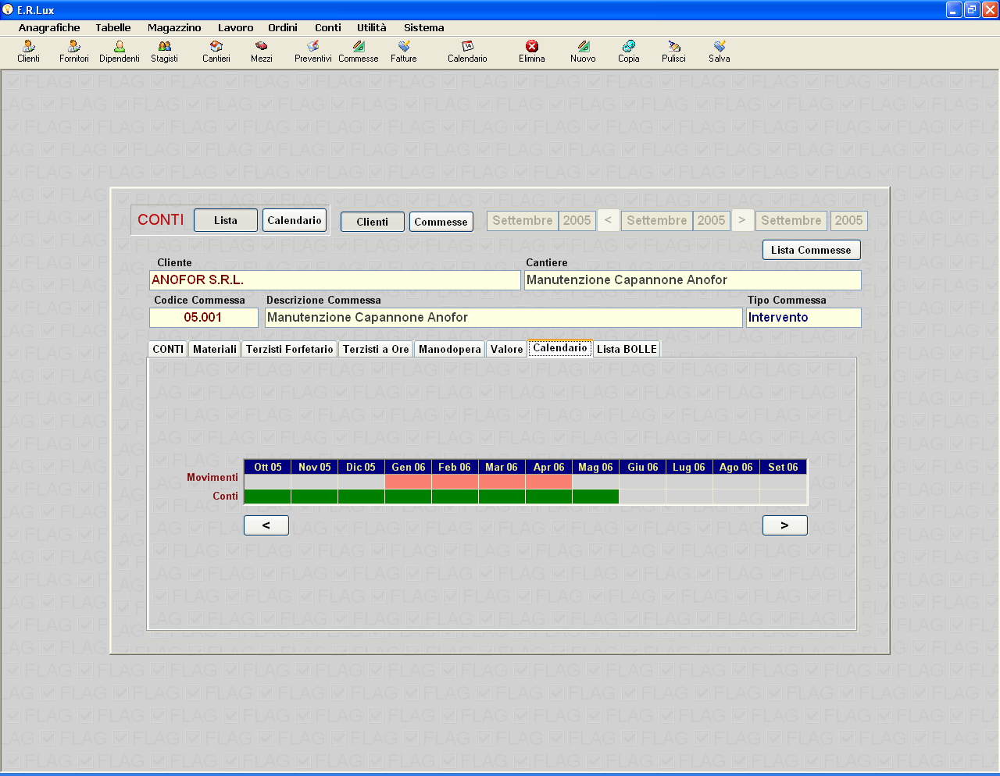 E.R.Lux
Anagrafiche Tabelle Magazzino Lavoro Ordini Conti Utilità Sistema
Clienti Fornitori Dipendenti Stagisti Cantieri Mezzi Preventivi Commesse Fatture Calendario Elimina Nuovo Copia Pulisci Salva
CONTI Lista Calendario Clienti Commesse Settembre 2005 < Settembre 2005 > Settembre 2005
Lista Commesse
Cliente Cantiere
ANOFOR S.R.L. Manutenzione Capannone Anofor
Codice Commessa Descrizione Commessa Tipo Commessa
05.001 Manutenzione Capannone Anofor Intervento
CONTI Materiali Terzisti Forfetario Terzisti a Ore Manodopera Valore Calendario Lista BOLLE
Ott 05 Nov 05 Dic 05 Gen 06 Feb 06 Mar 06 Apr 06 Mag 06 Giu 06 Lug 06 Ago 06 Set 06
Movimenti
Conti
< >